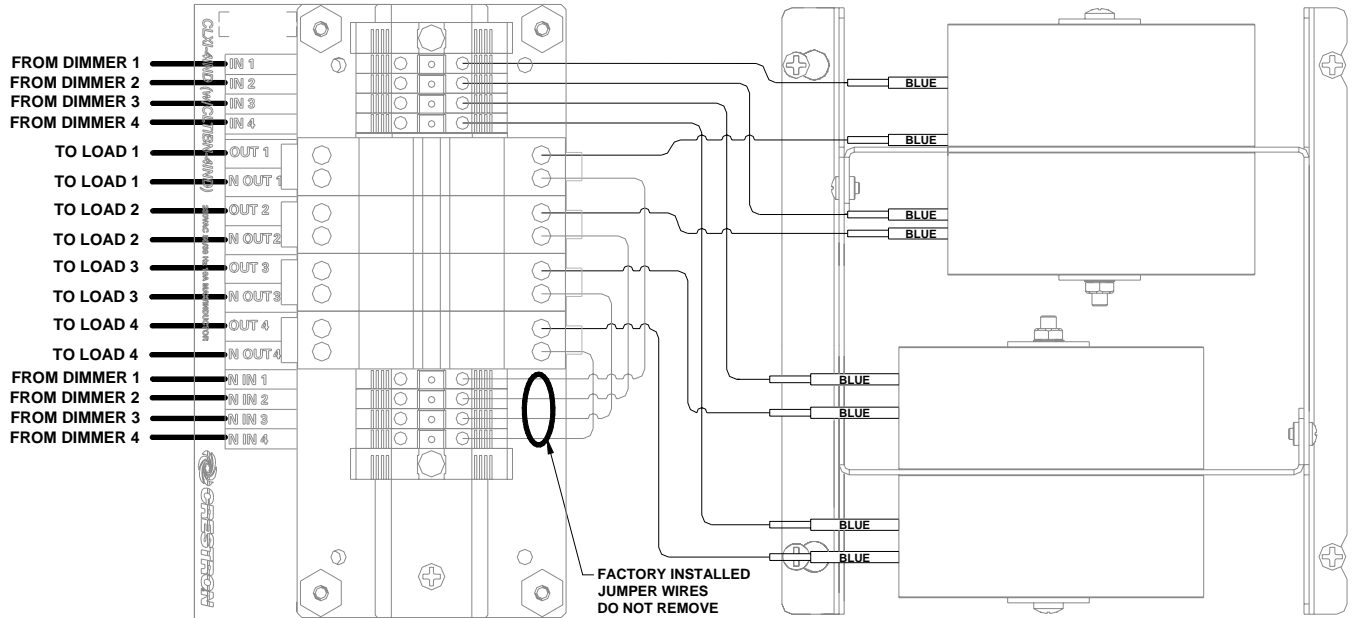 FROM DIMMER 1
FROM DIMMER 2
FROM DIMMER 3
FROM DIMMER 4
TO LOAD 1
TO LOAD 1
TO LOAD 2
TO LOAD 2
TO LOAD 3
TO LOAD 3
TO LOAD 4
TO LOAD 4
FROM DIMMER 1
FROM DIMMER 2
FROM DIMMER 3
FROM DIMMER 4
IN 1
IN 2
IN 3
IN 4
OUT 1
N OUT 1
OUT 2
N OUT2
OUT 3
N OUT3
OUT 4
N OUT4
N IN 1
N IN 2
N IN 3
N IN 4
CRESTRON
BLUE
BLUE
BLUE
BLUE
BLUE
BLUE
BLUE
BLUE
FACTORY INSTALLED
JUMPER WIRES
DO NOT REMOVE